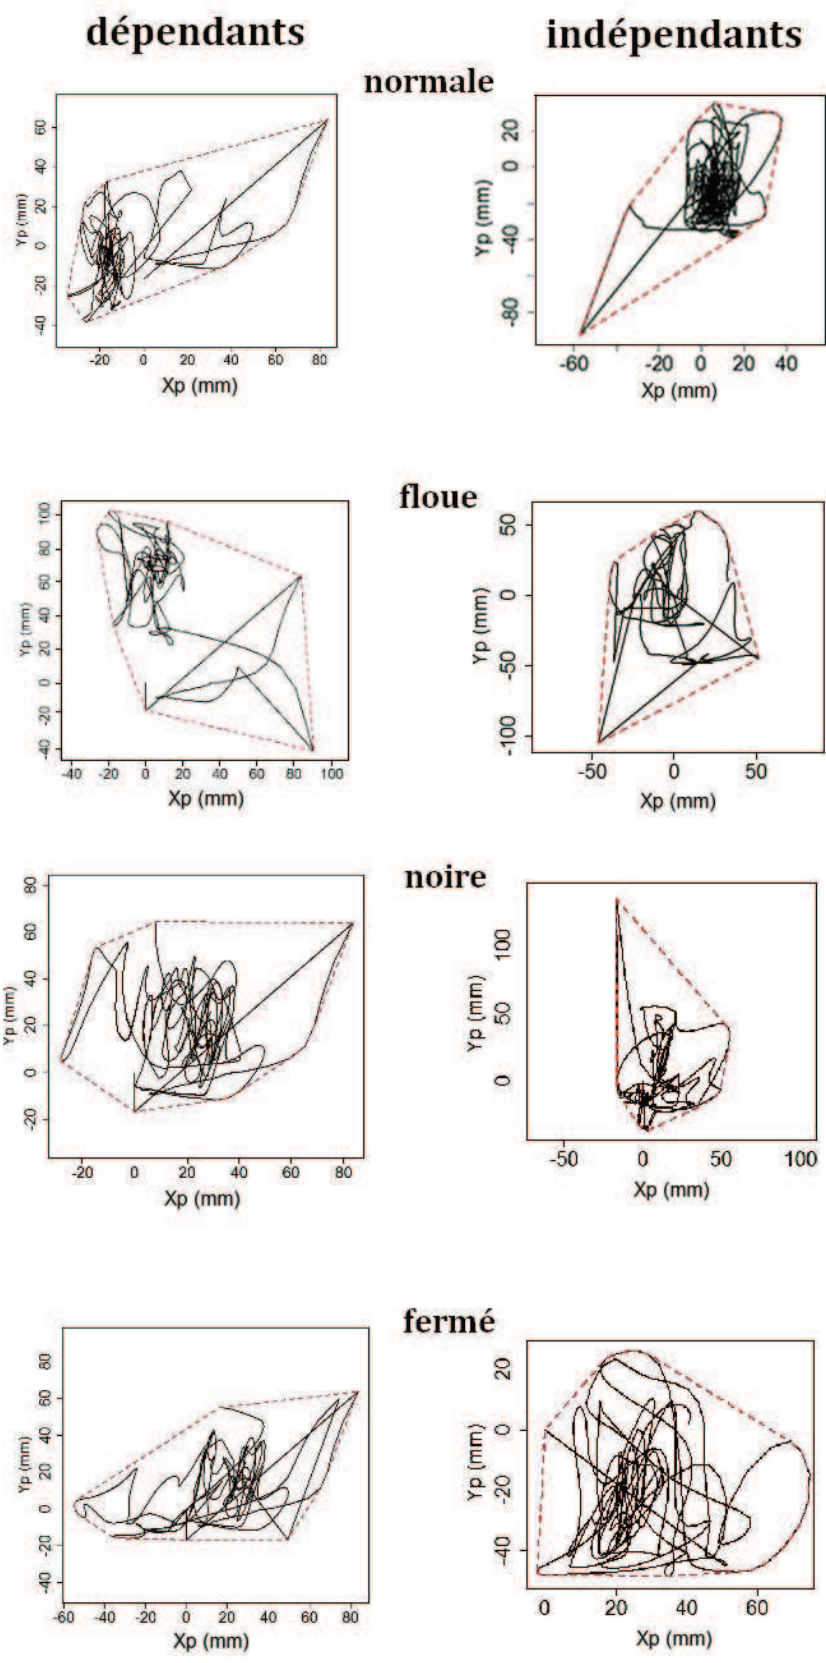 dépendants
indépendants
normale
60
40
20
0
-20
-40
Yp (mm)
-20 0 20 40 60 80
Xp (mm)
20
0
-40
-80
Yp (mm)
-60 -20 0 20 40
Xp (mm)
floue
100
80
60
40
20
0
-20
-40
Yp (mm)
-40 -20 0 20 40 60 80 100
Xp (mm)
50
0
-50
-100
Yp (mm)
-50 0 50
Xp (mm)
noire
80
60
40
20
0
-20
Yp (mm)
-20 0 20 40 60 80
Xp (mm)
100
50
0
Yp (mm)
-50 0 50 100
Xp (mm)
fermé
80
60
40
20
0
-20
-40
Yp (mm)
-60 -40 -20 0 20 40 60 80
Xp (mm)
20
0
-20
-40
Yp (mm)
0 20 40 60
Xp (mm)